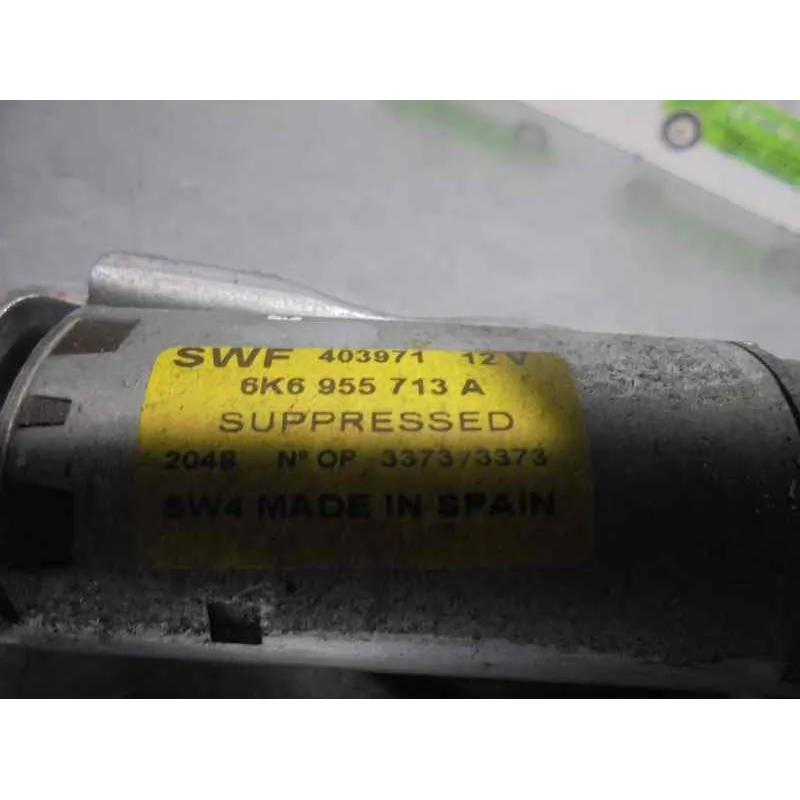 SWF 403971 12 V
6K6 955 713 A
SUPPRESSED
2048 Nº OP. 3373/3373
SW4 MADE IN SPAIN